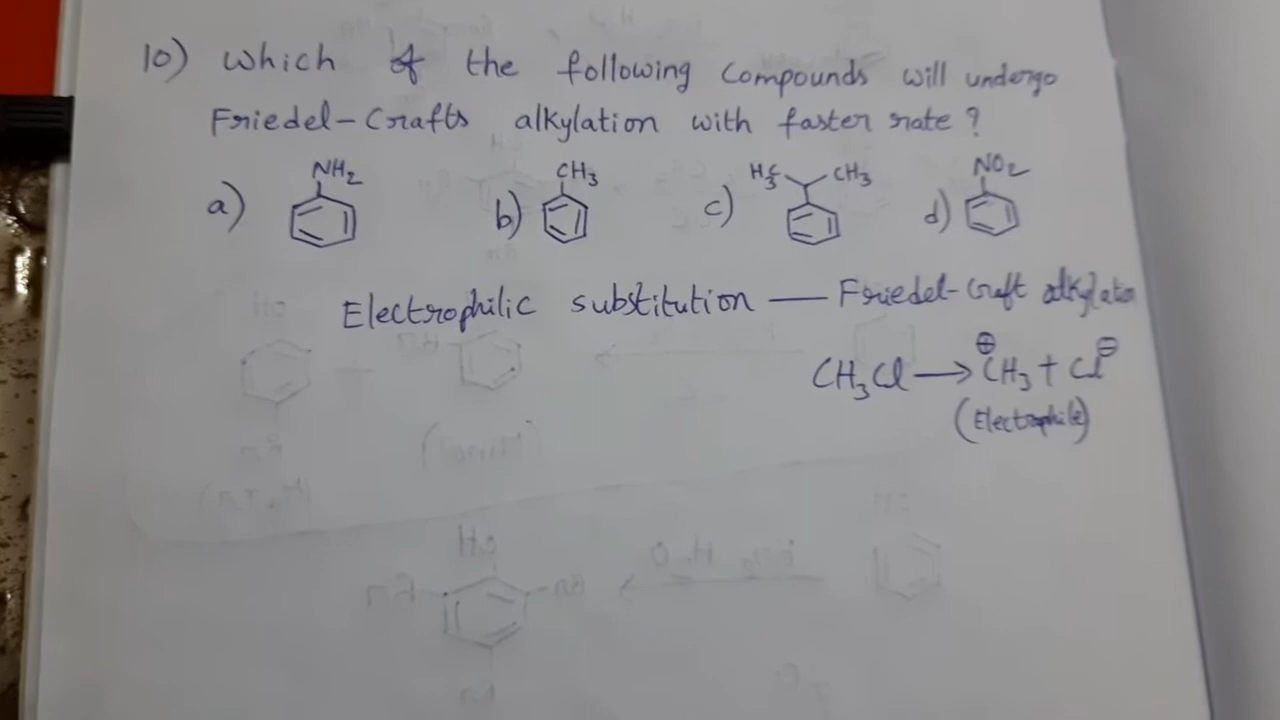 10) Which of the following compounds will undergo
Friedel-Crafts alkylation with faster rate ?
a) NH2 b) CH3 c) H3C CH3 d) NO2
Electrophilic substitution — Friedel-Craft
CH3Cl → ⊕CH3 + Cl⊖
(Electrophile)